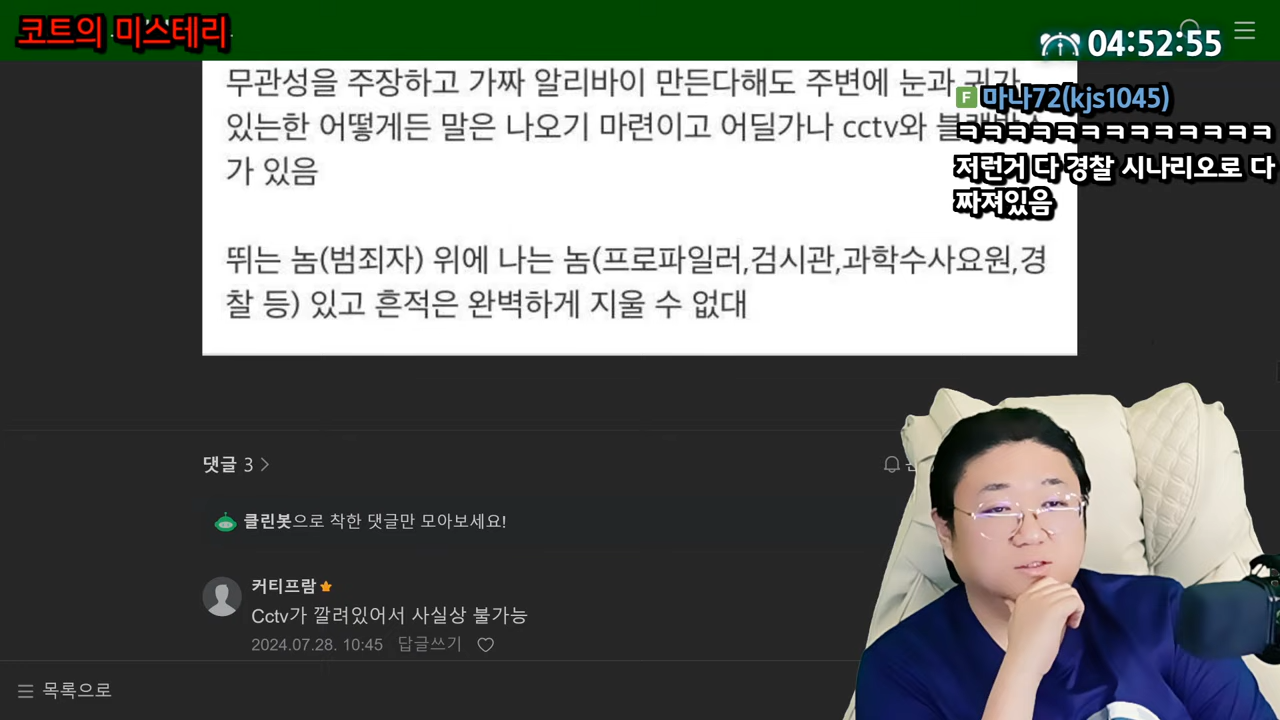 코트의 미스테리
04:52:55
무관성을 주장하고 가짜 알리바이 만든다해도 주변에 눈과 귀가
있는한 어떻게든 말은 나오기 마련이고 어딜가나 cctv와
가 있음
뛰는 놈(범죄자) 위에 나는 놈(프로파일러,검시관,과학수사요원,경
찰 등) 있고 흔적은 완벽하게 지울 수 없대
F 마나72(kjs1045)
ㅋㅋㅋㅋㅋㅋㅋㅋㅋㅋㅋㅋㅋ
저런거 다 경찰 시나리오로 다
짜져있음
댓글 3
클린봇으로 착한 댓글만 모아보세요!
커티프람
Cctv가 깔려있어서 사실상 불가능
2024.07.28. 10:45 답글쓰기
목록으로